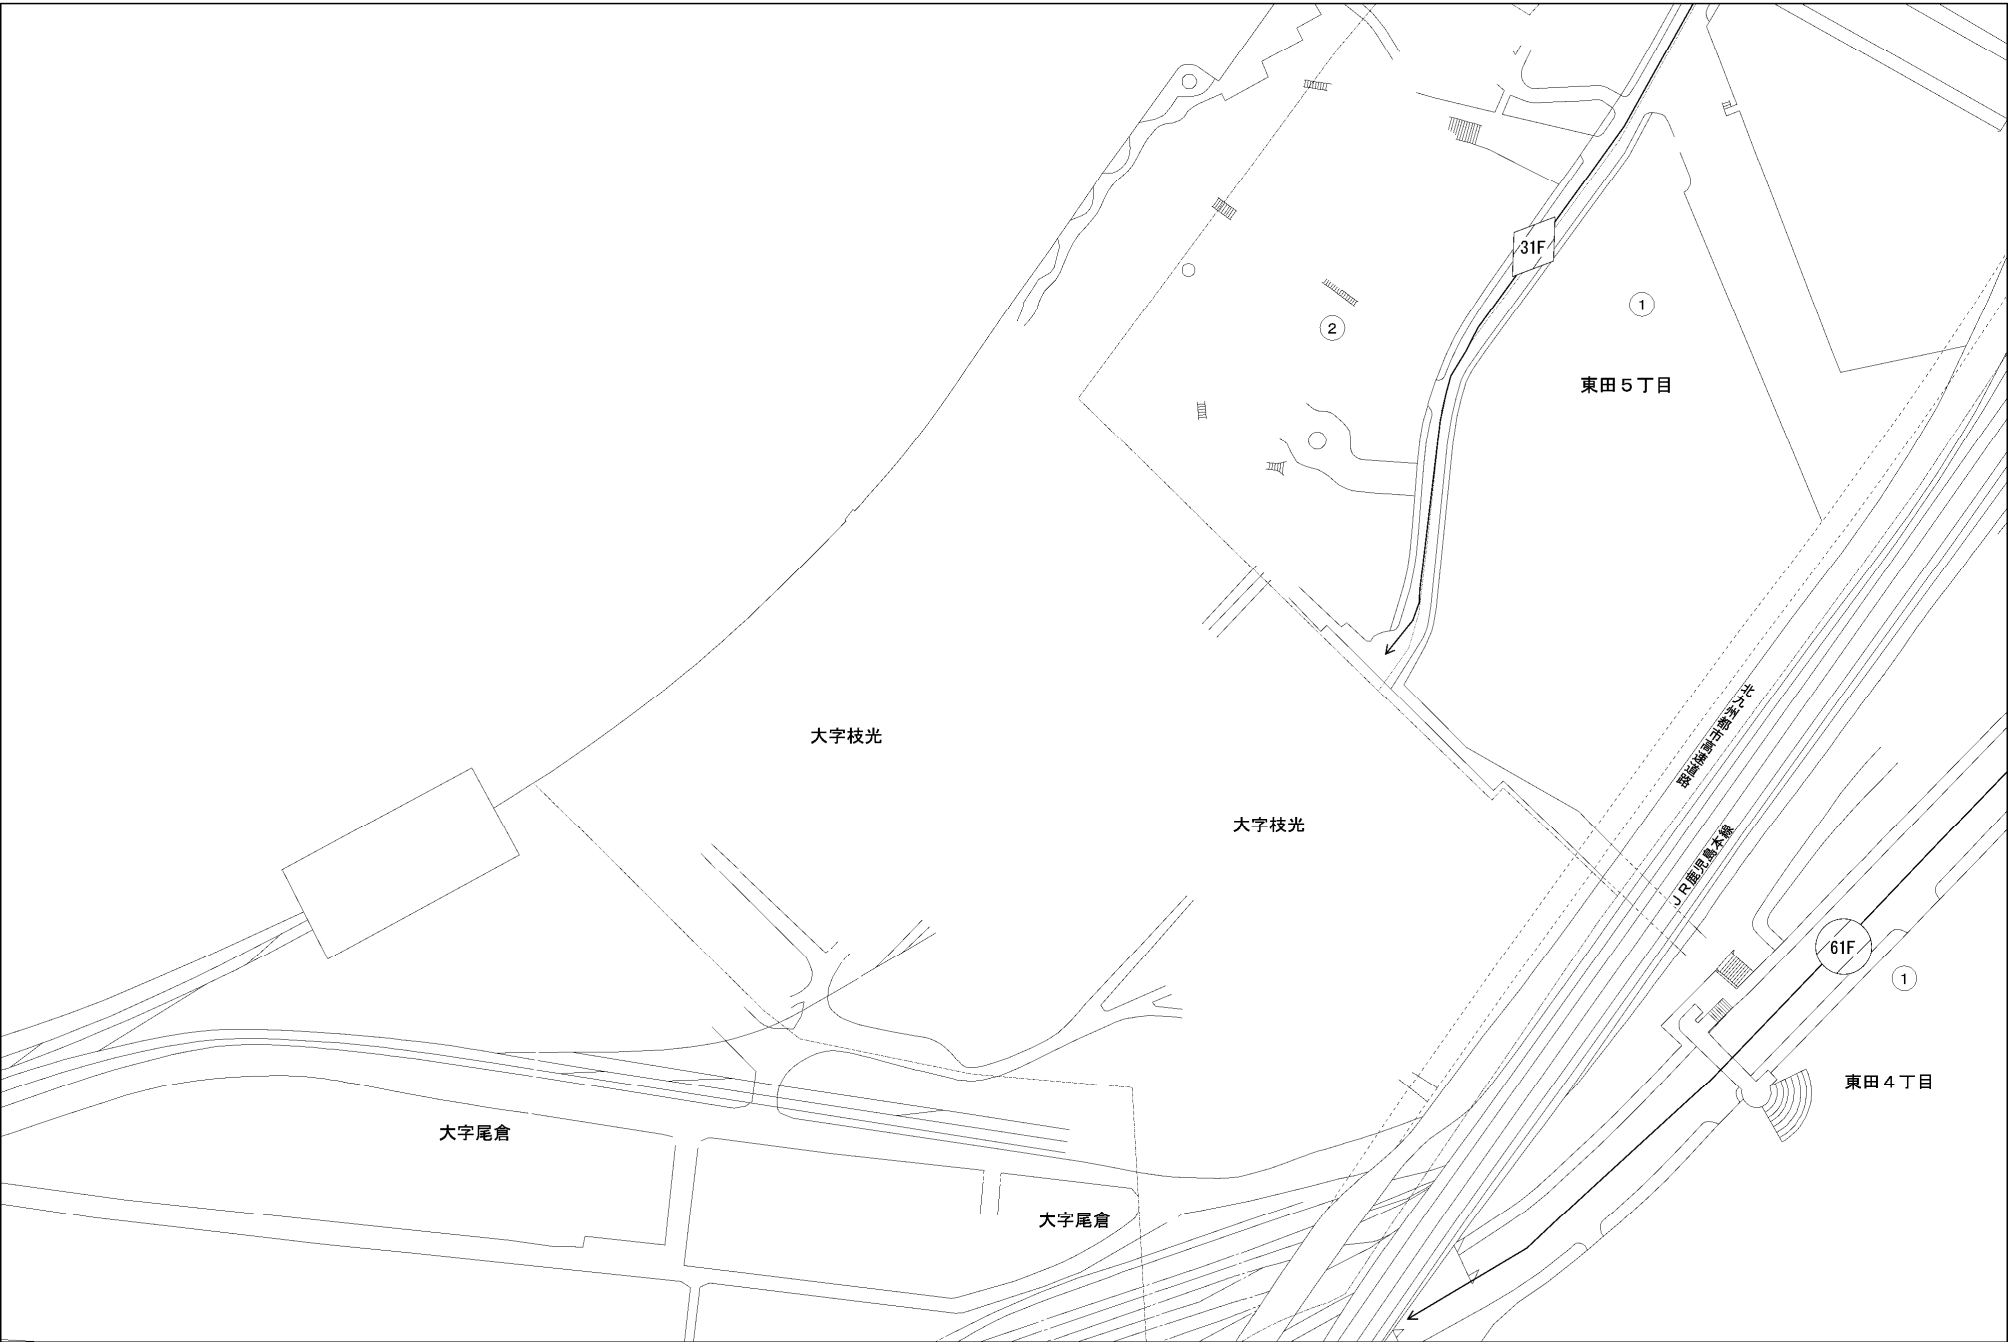 31F
①
②
東田５丁目
北九州都市高速道路
大字枝光
大字枝光
ＪＲ鹿児島本線
61F
①
東田４丁目
大字尾倉
大字尾倉